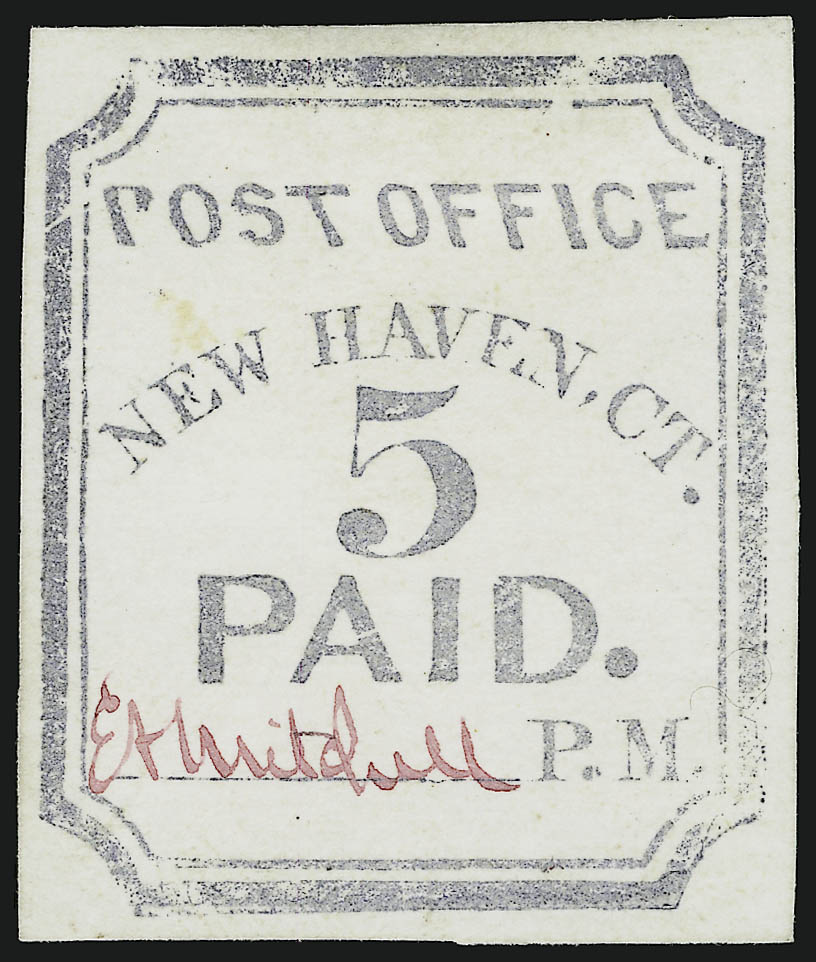 POST OFFICE
NEW HAVEN, CT.
5
PAID.
E A Mitchell P. M.